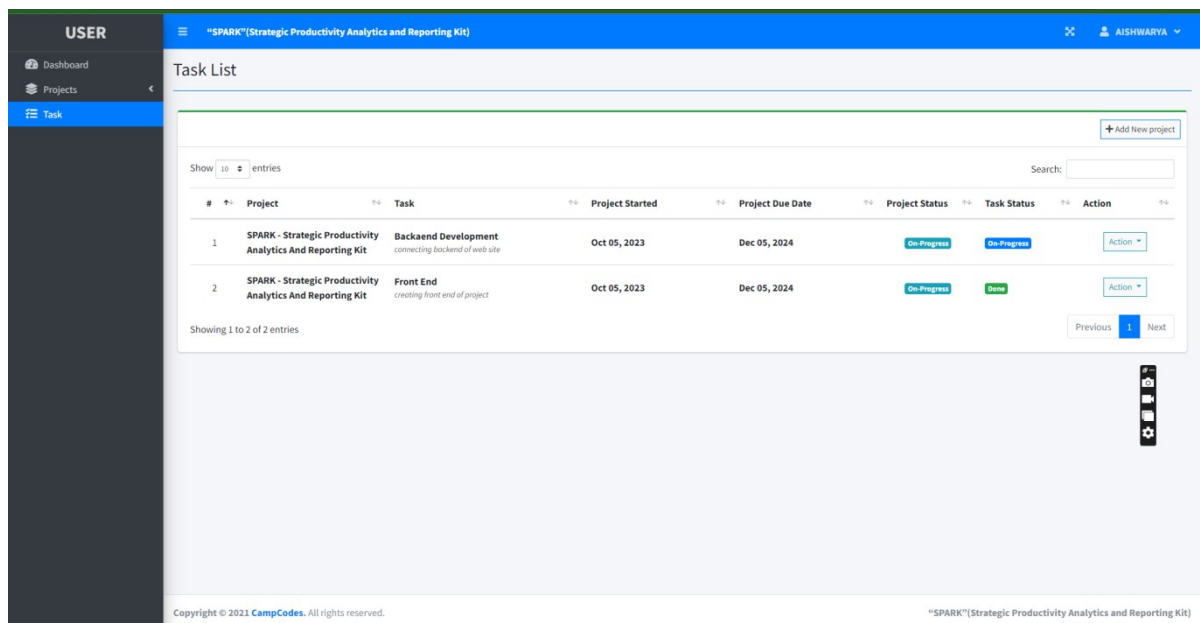 USER
“SPARK”(Strategic Productivity Analytics and Reporting Kit)
AISHWARYA
Dashboard
Projects
Task
Task List
+ Add New project
Show 10 entries
Search:
# Project Task Project Started Project Due Date Project Status Task Status Action
1 SPARK - Strategic Productivity Analytics And Reporting Kit
Backaend Development
connecting backend of web site
Oct 05, 2023 Dec 05, 2024 On-Progress On-Progress Action
2 SPARK - Strategic Productivity Analytics And Reporting Kit
Front End
creating front end of project
Oct 05, 2023 Dec 05, 2024 On-Progress Done Action
Showing 1 to 2 of 2 entries
Previous 1 Next
Copyright © 2021 CampCodes. All rights reserved.
“SPARK”(Strategic Productivity Analytics and Reporting Kit)